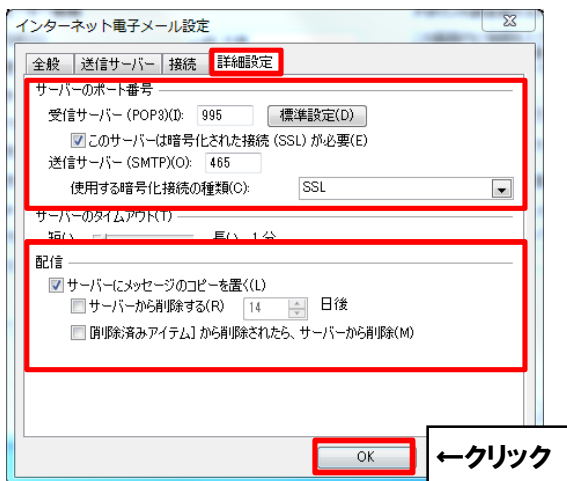 インターネット電子メール設定
全般 送信サーバー 接続 詳細設定
サーバーのポート番号
受信サーバー (POP3)(I): 995 標準設定(D)
このサーバーは暗号化された接続 (SSL) が必要(E)
送信サーバー (SMTP)(O): 465
使用する暗号化接続の種類(C): SSL
サーバーのタイムアウト(T)
短い 長い 1 分
配信
サーバーにメッセージのコピーを置く(L)
サーバーから削除する(R) 14 日後
[削除済みアイテム] から削除されたら、サーバーから削除(M)
OK ←クリック